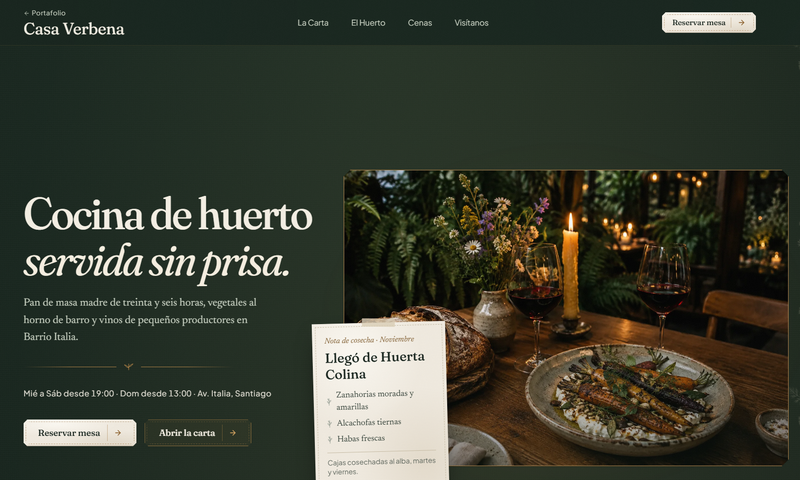 ← Portafolio
Casa Verbena
La Carta
El Huerto
Cenas
Visítanos
Reservar mesa →
Cocina de huerto
servida sin prisa.
Pan de masa madre de treinta y seis horas, vegetales al
horno de barro y vinos de pequeños productores en
Barrio Italia.
Mié a Sáb desde 19:00 · Dom desde 13:00 · Av. Italia, Santiago
Reservar mesa →
Abrir la carta →
Nota de cosecha · Noviembre
Llegó de Huerta
Colina
Zanahorias moradas y
amarillas
Alcachofas tiernas
Habas frescas
Cajas cosechadas al alba, martes
y viernes.